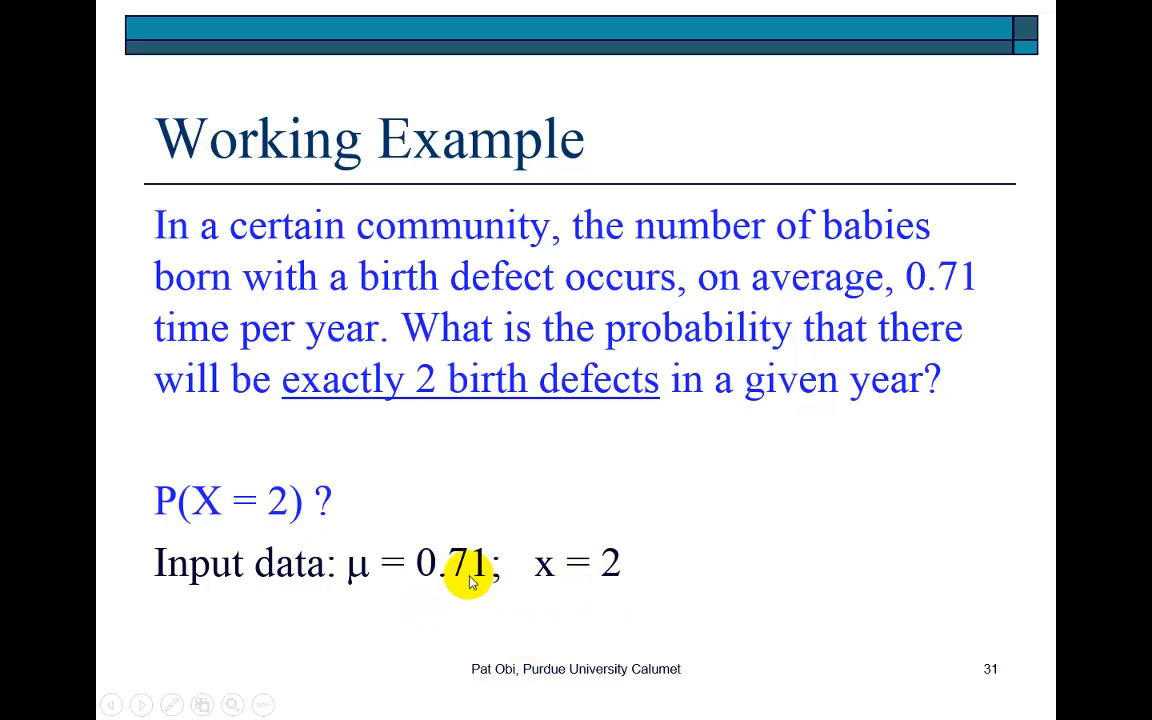 Working Example
In a certain community, the number of babies
born with a birth defect occurs, on average, 0.71
time per year. What is the probability that there
will be exactly 2 birth defects in a given year?
P(X = 2) ?
Input data: μ = 0.71;   x = 2
Pat Obi, Purdue University Calumet
31